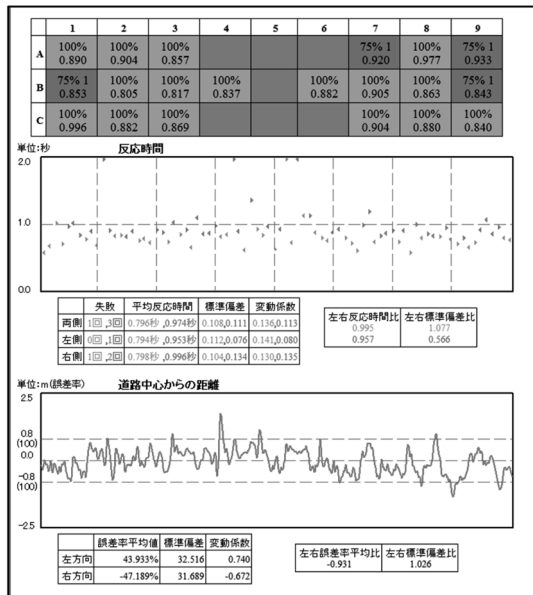 1 2 3 4 5 6 7 8 9
A 100% 100% 100% 75% 1 100% 75% 1
0.890 0.904 0.857 0.920 0.977 0.933
B 75% 1 100% 100% 100% 100% 100% 100% 75% 1
0.853 0.805 0.817 0.837 0.882 0.905 0.863 0.843
C 100% 100% 100% 100% 100% 100%
0.996 0.882 0.869 0.904 0.880 0.840
単位:秒 反応時間
2.0
1.0
0.0
失敗 平均反応時間 標準偏差 変動係数
両側 1回,3回 0.796秒,0.974秒 0.108,0.111 0.136,0.113
左側 0回,1回 0.794秒,0.953秒 0.112,0.076 0.141,0.080
右側 1回,2回 0.798秒,0.996秒 0.104,0.134 0.130,0.135
左右反応時間比 左右標準偏差比
0.995 1.077
0.957 0.566
単位:m(誤差率) 道路中心からの距離
2.5
0.8
(100)
0.0
-0.8
(100)
-2.5
誤差率平均値 標準偏差 変動係数
左方向 43.933% 32.516 0.740
右方向 -47.189% 31.689 -0.672
左右誤差率平均比 左右標準偏差比
-0.931 1.026